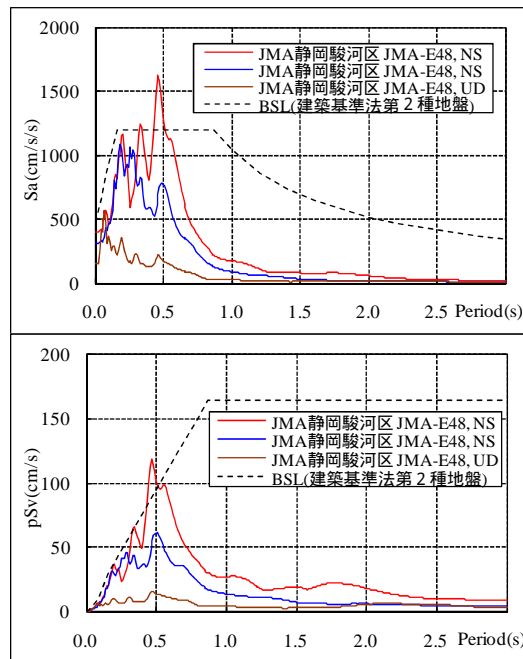 2000
1500
1000
500
0
Sa(cm/s/s)
JMA静岡駿河区 JMA-E48, NS
JMA静岡駿河区 JMA-E48, NS
JMA静岡駿河区 JMA-E48, UD
BSL(建築基準法第2種地盤)
0.0 0.5 1.0 1.5 2.0 2.5 Period(s)
200
150
100
50
0
pSv(cm/s)
JMA静岡駿河区 JMA-E48, NS
JMA静岡駿河区 JMA-E48, NS
JMA静岡駿河区 JMA-E48, UD
BSL(建築基準法第2種地盤)
0.0 0.5 1.0 1.5 2.0 2.5 Period(s)